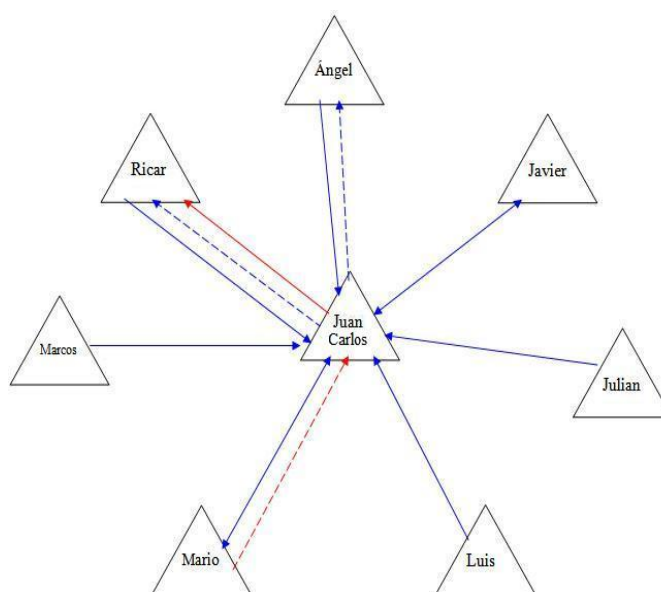 Ángel
Ricar
Javier
Juan
Carlos
Marcos
Julian
Mario
Luis